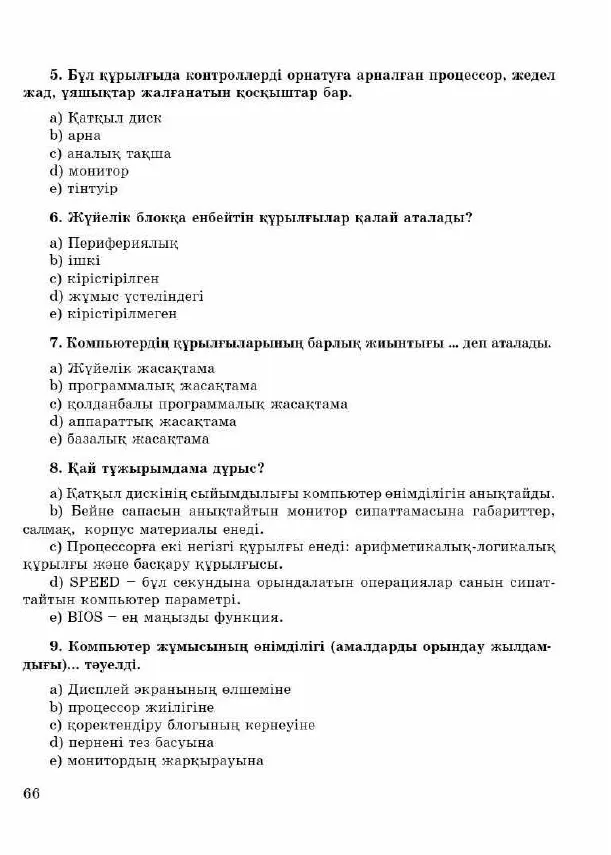 5. Бұл құрылғыда контроллерді орнатуға арналған процессор, жедел
жад, ұяшықтар жалғанатын қосқыштар бар.
a) Қатқыл диск
b) арна
c) аналық тақша
d) монитор
e) тінтуір
6. Жүйелік блокқа енбейтін құрылғылар қалай аталады?
a) Перифериялық
b) ішкі
c) кірістірілген
d) жұмыс үстеліндегі
e) кірістірілмеген
7. Компьютердің құрылғыларының барлық жиынтығы ... деп аталады.
a) Жүйелік жасақтама
b) программалық жасақтама
c) қолданбалы программалық жасақтама
d) аппараттық жасақтама
e) базалық жасақтама
8. Қай тұжырымдама дұрыс?
a) Қатқыл дискінің сыйымдылығы компьютер өнімділігін анықтайды.
b) Бейне сапасын анықтайтын монитор сипаттамасына габариттер,
салмақ, корпус материалы енеді.
c) Процессорға екі негізгі құрылғы енеді: арифметикалық-логикалық
құрылғы және басқару құрылғысы.
d) SPEED – бұл секундына орындалатын операциялар санын сипат-
тайтын компьютер параметрі.
e) BIOS – ең маңызды функция.
9. Компьютер жұмысының өнімділігі (амалдарды орындау жылдам-
дығы)... тәуелді.
a) Дисплей экранының өлшеміне
b) процессор жиілігіне
c) қоректендіру блогының кернеуіне
d) пернені тез басуына
e) монитордың жарқырауына
66